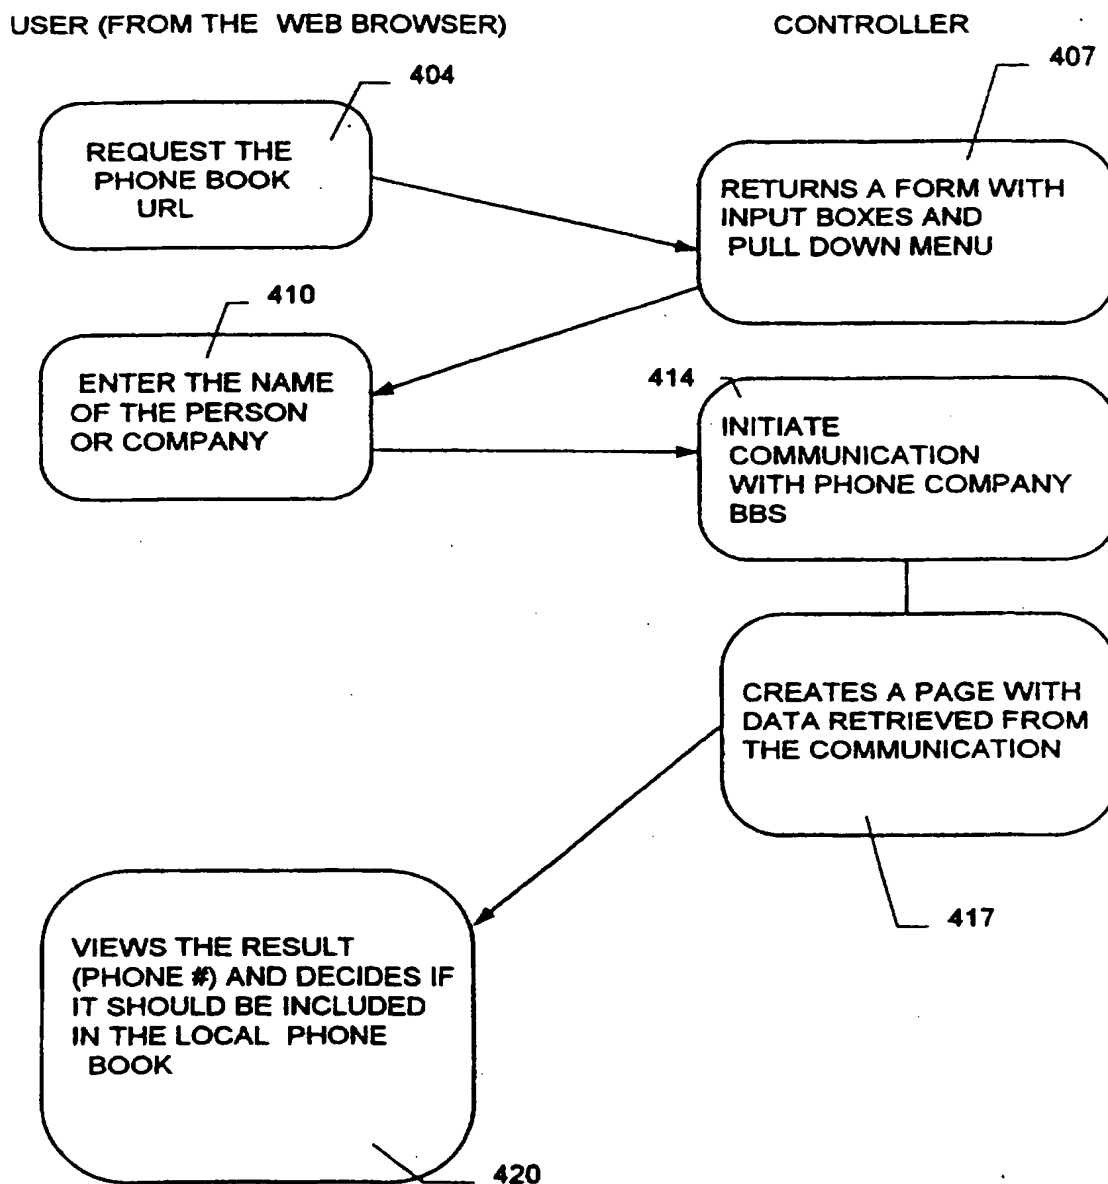 USER (FROM THE WEB BROWSER)
CONTROLLER
404
407
REQUEST THE
PHONE BOOK
URL
RETURNS A FORM WITH
INPUT BOXES AND
PULL DOWN MENU
410
ENTER THE NAME
OF THE PERSON
OR COMPANY
414
INITIATE
COMMUNICATION
WITH PHONE COMPANY
BBS
CREATES A PAGE WITH
DATA RETRIEVED FROM
THE COMMUNICATION
417
VIEWS THE RESULT
(PHONE #) AND DECIDES IF
IT SHOULD BE INCLUDED
IN THE LOCAL PHONE
BOOK
420